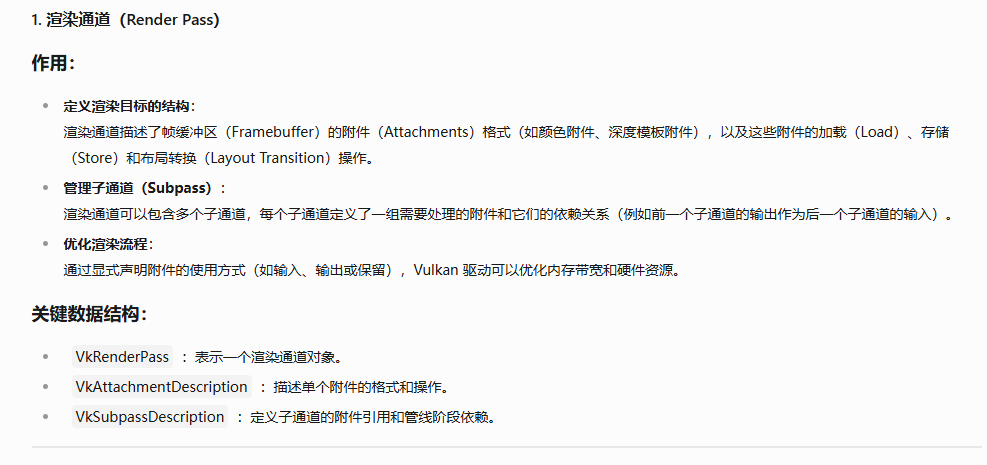 1. 渲染通道（Render Pass）
作用：
定义渲染目标的结构：
渲染通道描述了帧缓冲区（Framebuffer）的附件（Attachments）格式（如颜色附件、深度模板附件），以及这些附件的加载（Load）、存储
（Store）和布局转换（Layout Transition）操作。
管理子通道（Subpass）：
渲染通道可以包含多个子通道，每个子通道定义了一组需要处理的附件和它们的依赖关系（例如前一个子通道的输出作为后一个子通道的输入）。
优化渲染流程：
通过显式声明附件的使用方式（如输入、输出或保留），Vulkan 驱动可以优化内存带宽和硬件资源。
关键数据结构：
VkRenderPass ：表示一个渲染通道对象。
VkAttachmentDescription ：描述单个附件的格式和操作。
VkSubpassDescription ：定义子通道的附件引用和管线阶段依赖。